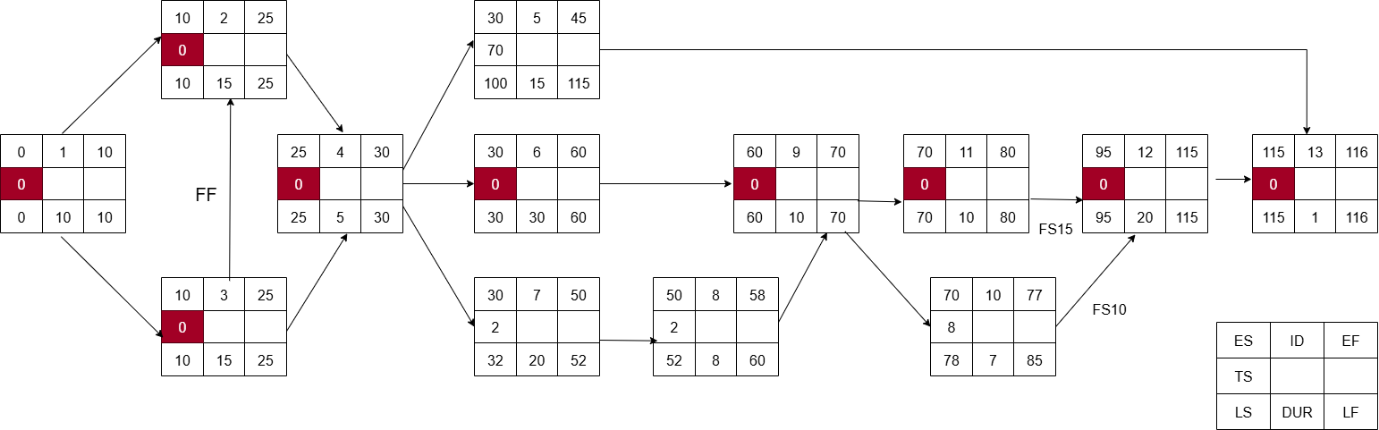 10 2 25
0
10 15 25
30 5 45
70
100 15 115
0 1 10
0
0 10 10
FF
25 4 30
0
25 5 30
30 6 60
0
30 30 60
60 9 70
0
60 10 70
70 11 80
0
70 10 80
FS15
95 12 115
0
95 20 115
115 13 116
0
115 1 116
10 3 25
0
10 15 25
30 7 50
2
32 20 52
50 8 58
2
52 8 60
70 10 77
8
78 7 85
FS10
ES ID EF
TS
LS DUR LF